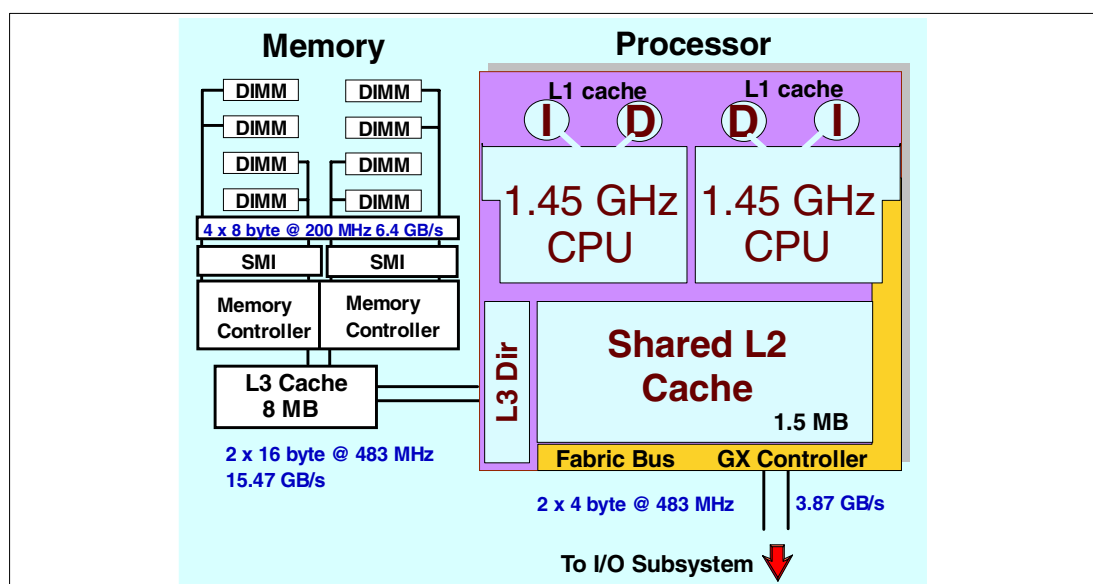 Memory
Processor
DIMM
DIMM
DIMM
DIMM
DIMM
DIMM
DIMM
DIMM
4 x 8 byte @ 200 MHz 6.4 GB/s
SMI
SMI
Memory
Controller
Memory
Controller
L3 Cache
8 MB
2 x 16 byte @ 483 MHz
15.47 GB/s
L1 cache
L1 cache
I
D
D
I
1.45 GHz
CPU
1.45 GHz
CPU
L3 Dir
Shared L2
Cache
1.5 MB
Fabric Bus
GX Controller
2 x 4 byte @ 483 MHz
3.87 GB/s
To I/O Subsystem